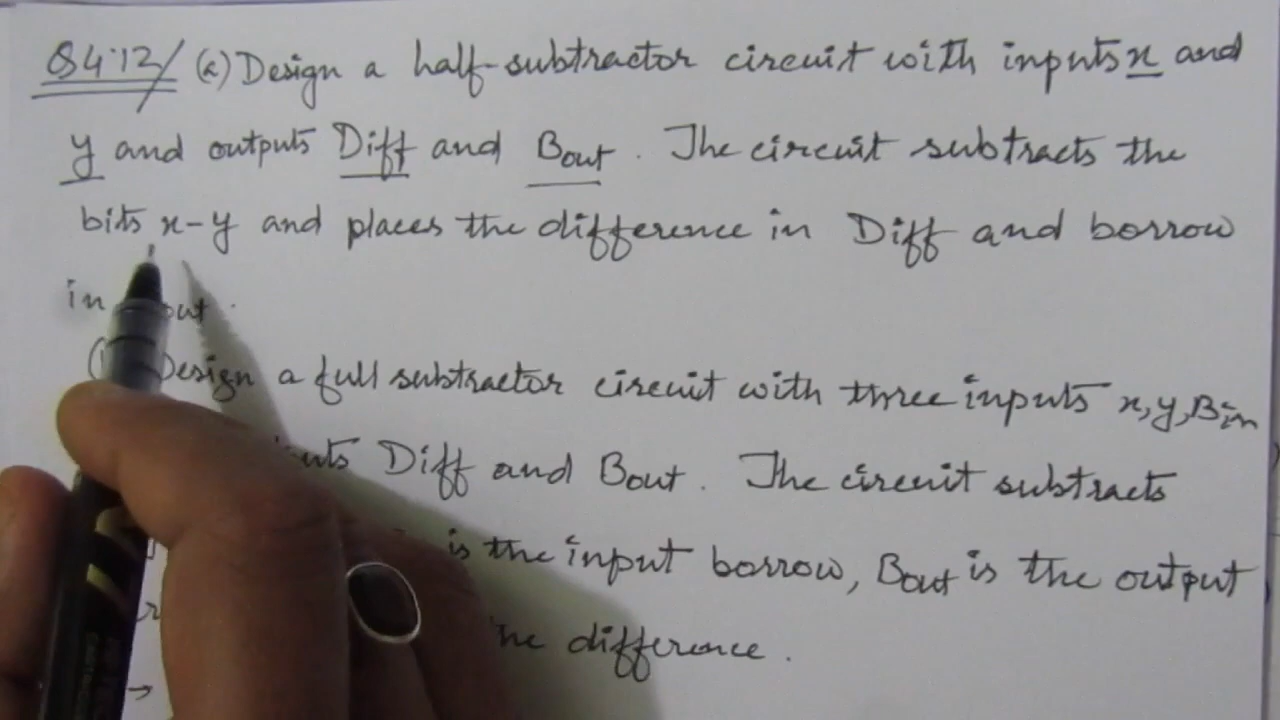 Q4.12/ (a) Design a half-subtractor circuit with inputs x and
y and outputs Diff and Bout. The circuit subtracts the
bits x-y and places the difference in Diff and borrow
in out.
Design a full subtractor circuit with three inputs x, y, Bin
Diff and Bout. The circuit subtracts
is the input borrow, Bout is the output
difference.
→